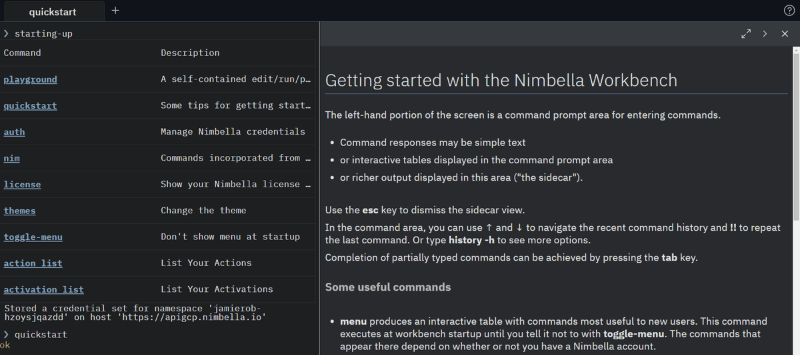 quickstart +
❯ starting-up
Command Description
playground A self-contained edit/run/p…
quickstart Some tips for getting start…
auth Manage Nimbella credentials
nim Commands incorporated from …
license Show your Nimbella license …
themes Change the theme
toggle-menu Don't show menu at startup
action list List Your Actions
activation list List Your Activations
Stored a credential set for namespace 'jamierob-
hzoysjqazdd' on host 'https://apigcp.nimbella.io'
❯ quickstart
ok
Getting started with the Nimbella Workbench
The left-hand portion of the screen is a command prompt area for entering commands.
• Command responses may be simple text
• or interactive tables displayed in the command prompt area
• or richer output displayed in this area ("the sidecar").
Use the esc key to dismiss the sidecar view.
In the command area, you can use ↑ and ↓ to navigate the recent command history and !! to repeat
the last command. Or type history -h to see more options.
Completion of partially typed commands can be achieved by pressing the tab key.
Some useful commands
• menu produces an interactive table with commands most useful to new users. This command
executes at workbench startup until you tell it not to with toggle-menu. The commands that
appear there depend on whether or not you have a Nimbella account.